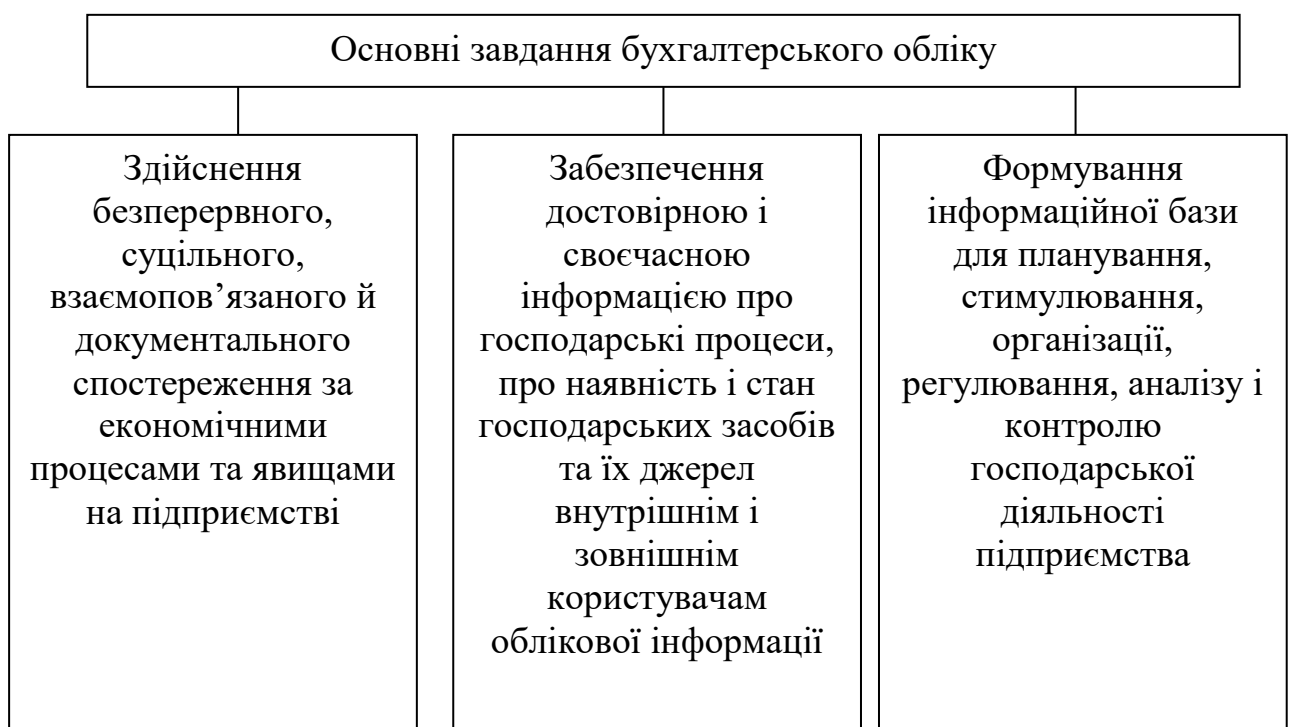 Основні завдання бухгалтерського обліку
Здійснення
безперервного,
суцільного,
взаємопов’язаного й
документального
спостереження за
економічними
процесами та явищами
на підприємстві
Забезпечення
достовірною і
своєчасною
інформацією про
господарські процеси,
про наявність і стан
господарських засобів
та їх джерел
внутрішнім і
зовнішнім
користувачам
облікової інформації
Формування
інформаційної бази
для планування,
стимулювання,
організації,
регулювання, аналізу і
контролю
господарської
діяльності
підприємства